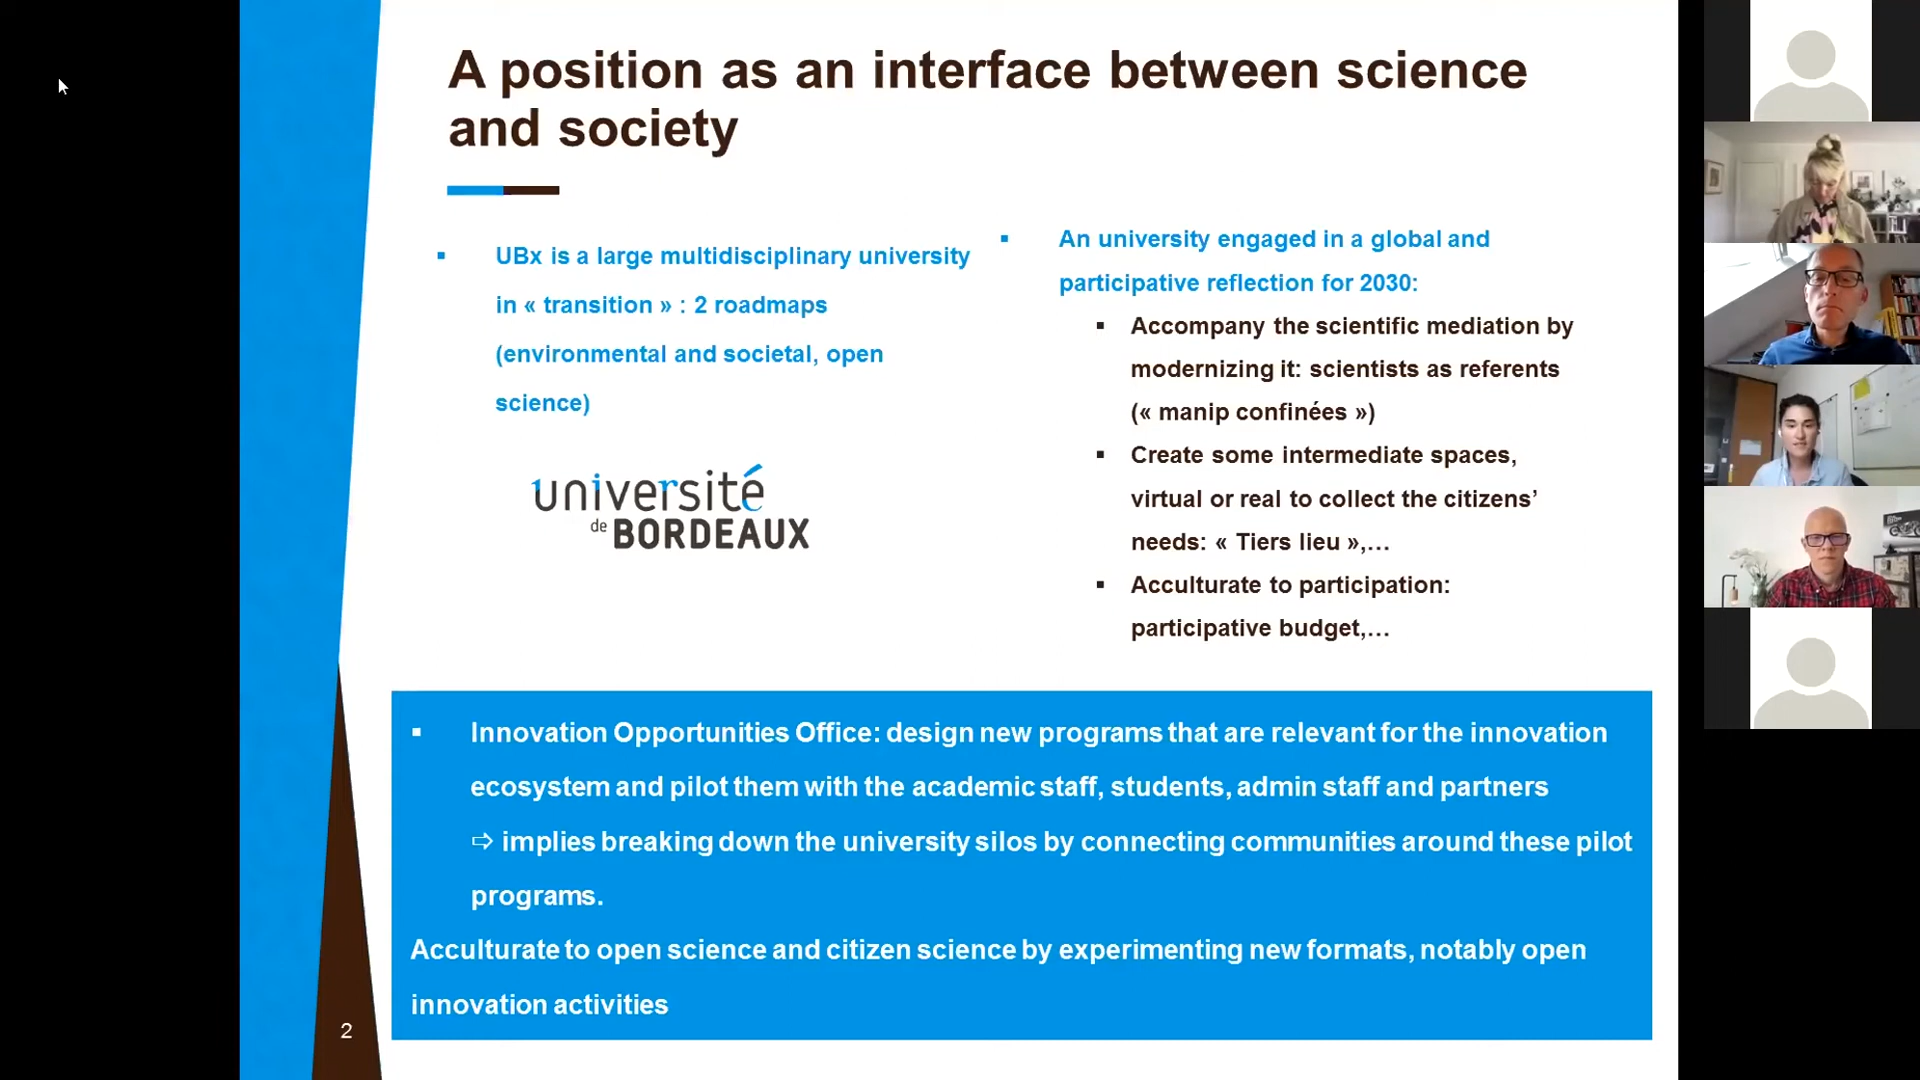 A position as an interface between science
and society
UBx is a large multidisciplinary university
in « transition » : 2 roadmaps
(environmental and societal, open
science)
université
de BORDEAUX
An university engaged in a global and
participative reflection for 2030:
Accompany the scientific mediation by
modernizing it: scientists as referents
(« manip confinées »)
Create some intermediate spaces,
virtual or real to collect the citizens’
needs: « Tiers lieu »,…
Acculturate to participation:
participative budget,…
Innovation Opportunities Office: design new programs that are relevant for the innovation
ecosystem and pilot them with the academic staff, students, admin staff and partners
⇨ implies breaking down the university silos by connecting communities around these pilot
programs.
Acculturate to open science and citizen science by experimenting new formats, notably open
innovation activities
2